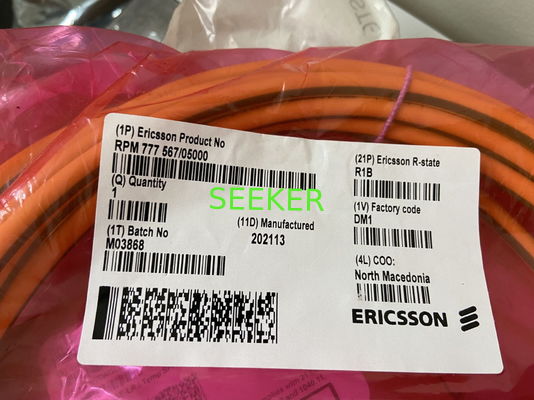 (1P) Ericsson Product No
RPM 777 567/05000
(21P) Ericsson R-state
R1B
(Q) Quantity
1
(11D) Manufactured
202113
(1V) Factory code
DM1
(1T) Batch No
M03868
(4L) COO:
North Macedonia
ERICSSON
SEEKER